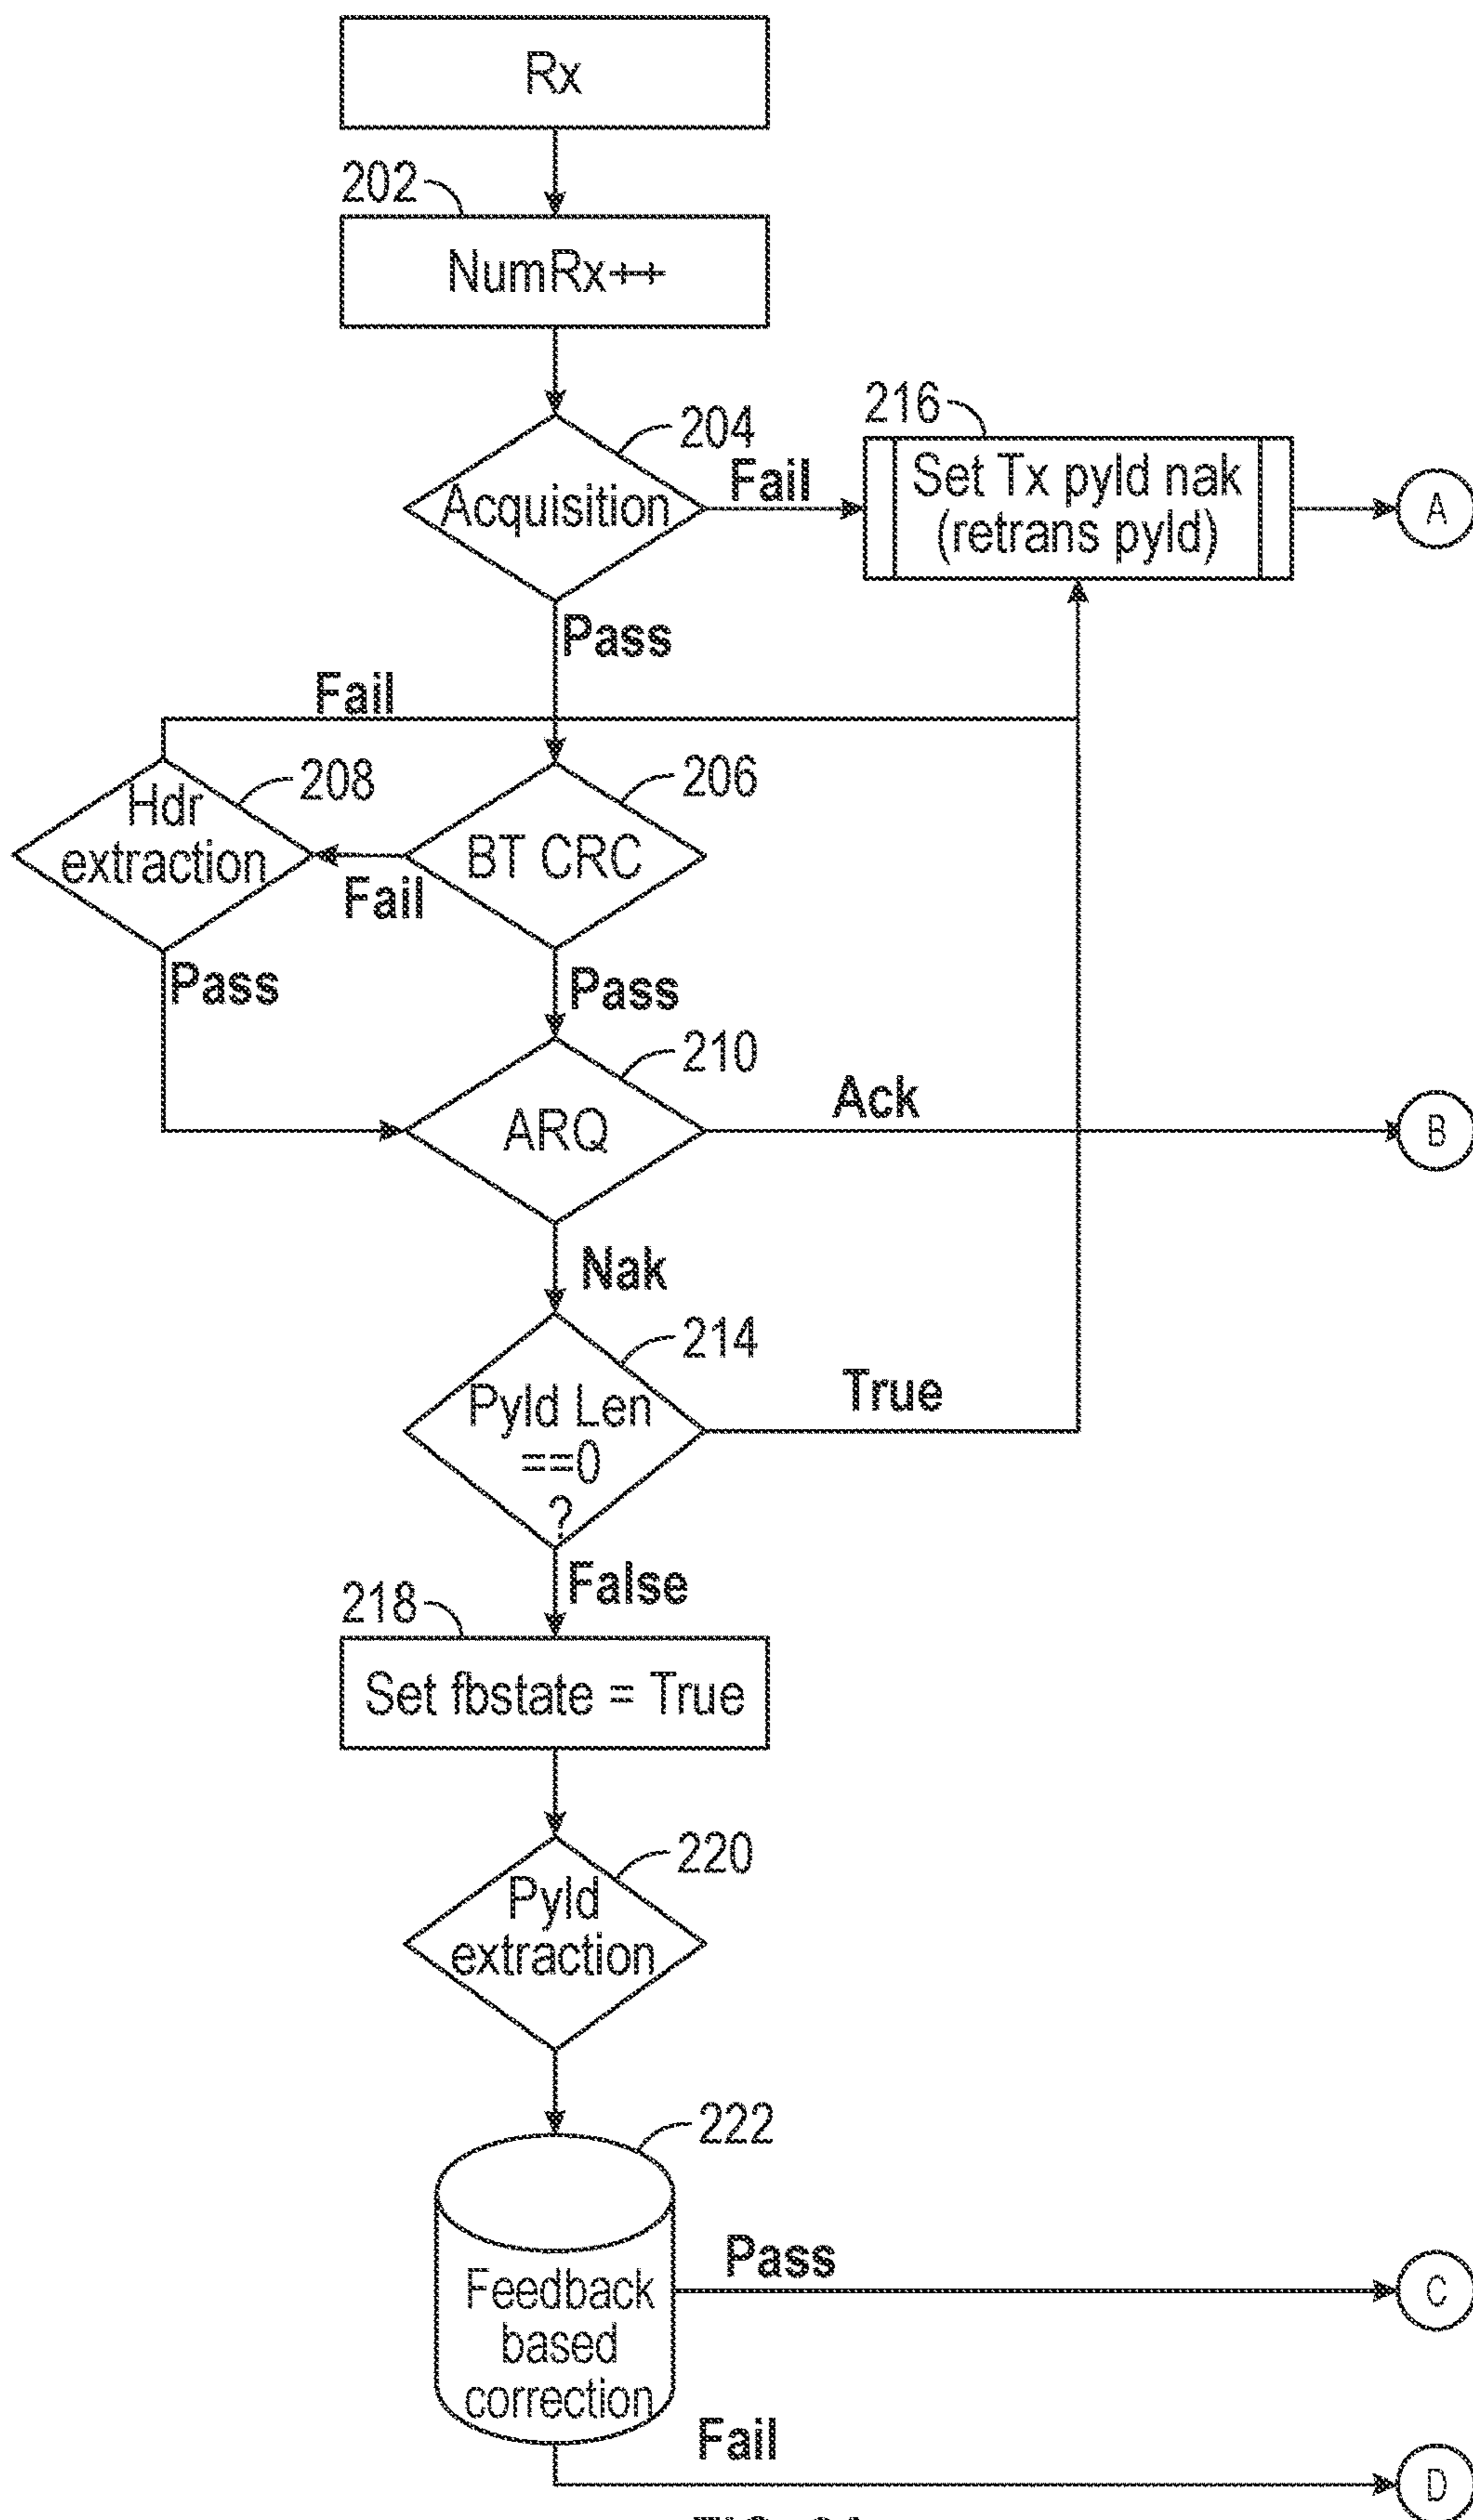 Rx
202
NumRx++
204
Acquisition
Fail
216
Set Tx pyld nak
(retrans pyld)
A
Pass
Fail
208
Hdr
extraction
206
BT CRC
Fail
Pass
Pass
210
ARQ
Ack
B
Nak
214
Pyld Len
==0
?
True
False
218
Set fbstate = True
220
Pyld
extraction
222
Feedback
based
correction
Pass
C
Fail
D